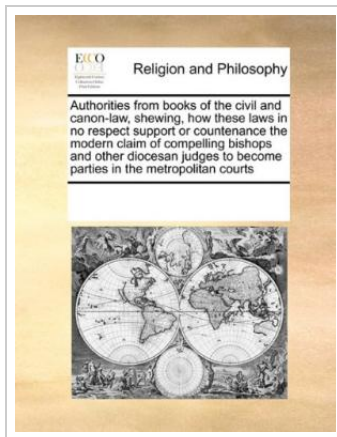 ECCO
Religion and Philosophy
Authorities from books of the civil and
canon-law, shewing, how these laws in
no respect support or countenance the
modern claim of compelling bishops
and other diocesan judges to become
parties in the metropolitan courts